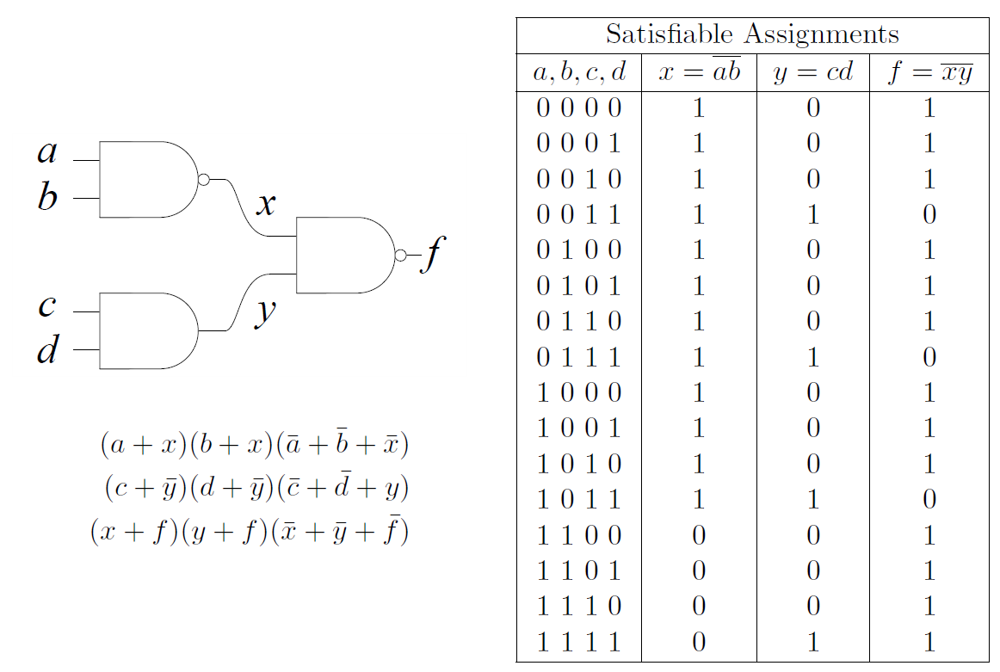 a
b
x
f
c
y
d
(a + x)(b + x)(ā + b̄ + x̄)
(c + ȳ)(d + ȳ)(c̄ + d̄ + y)
(x + f)(y + f)(x̄ + ȳ + f̄)
Satisfiable Assignments
a, b, c, d x = a̅b̅ y = cd f = x̅y̅
0 0 0 0 1 0 1
0 0 0 1 1 0 1
0 0 1 0 1 0 1
0 0 1 1 1 1 0
0 1 0 0 1 0 1
0 1 0 1 1 0 1
0 1 1 0 1 0 1
0 1 1 1 1 1 0
1 0 0 0 1 0 1
1 0 0 1 1 0 1
1 0 1 0 1 0 1
1 0 1 1 1 1 0
1 1 0 0 0 0 1
1 1 0 1 0 0 1
1 1 1 0 0 0 1
1 1 1 1 0 1 1